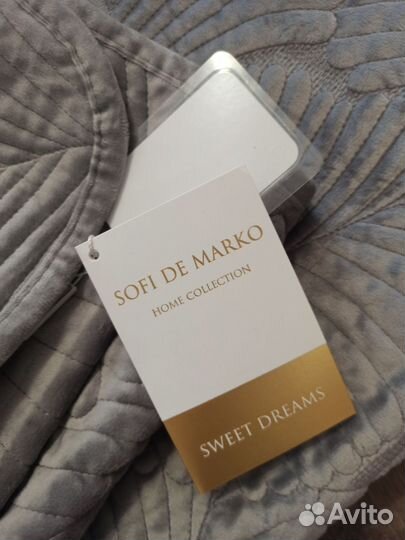 SOFI DE MARKO
HOME COLLECTION
SWEET DREAMS
Avito